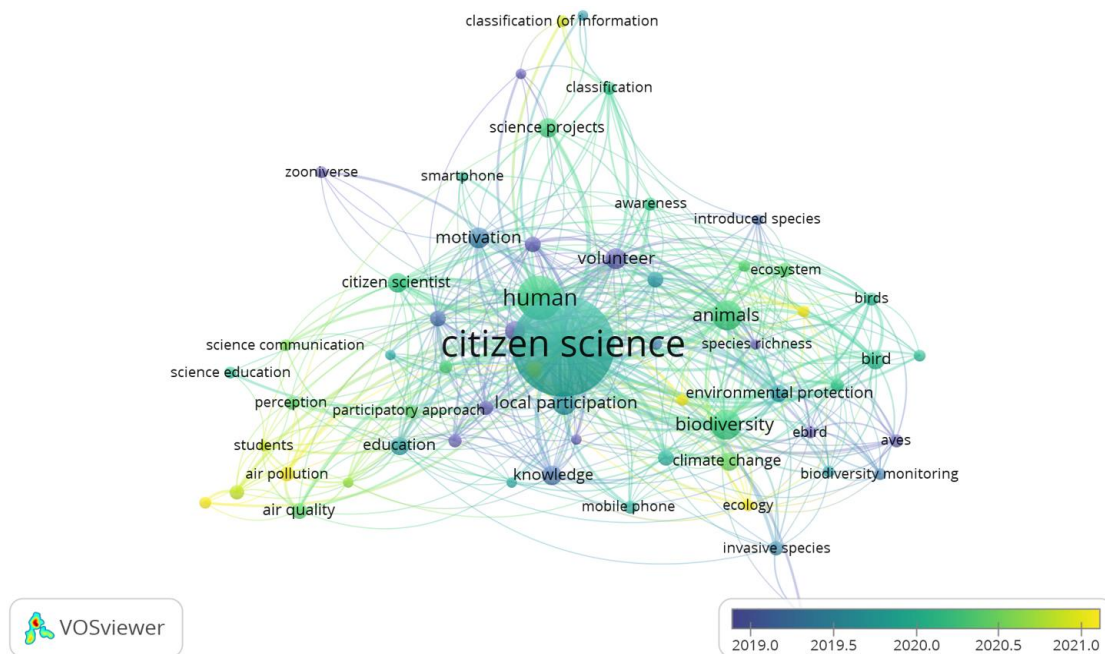 classification (of information
classification
science projects
zooniverse
smartphone
awareness
introduced species
motivation
volunteer
citizen scientist
ecosystem
human
birds
animals
citizen science
species richness
science communication
bird
science education
environmental protection
perception
local participation
participatory approach
biodiversity
ebird
students
education
aves
climate change
air pollution
knowledge
biodiversity monitoring
mobile phone
ecology
air quality
invasive species
VOSviewer
2019.0 2019.5 2020.0 2020.5 2021.0